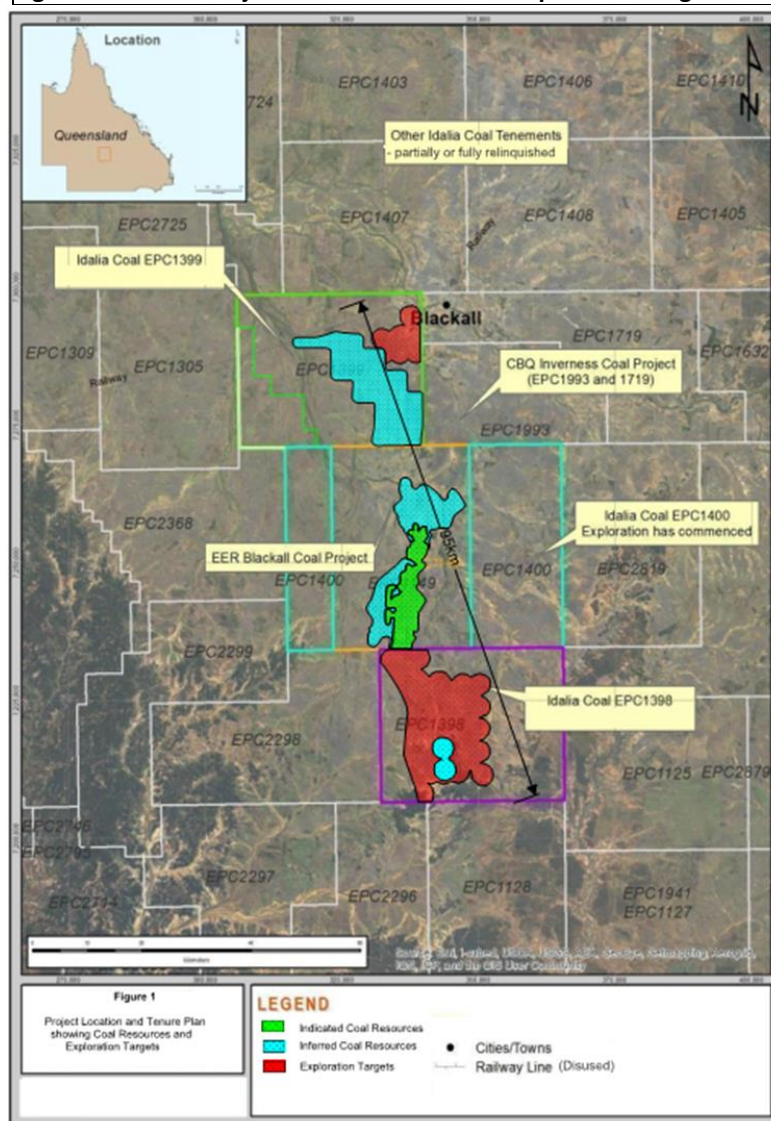 Location
Queensland
N
EPC1403
EPC1406
EPC1410
724
Other Idalia Coal Tenements
- partially or fully relinquished
EPC1407
EPC1408
EPC1405
EPC2725
Railway
Idalia Coal EPC1399
Blackall
EPC1309
EPC1305
Railway
EPC1399
EPC1719
EPC1632
CBQ Inverness Coal Project
(EPC1993 and 1719)
EPC1993
EPC2368
Idalia Coal EPC1400
Exploration has commenced
EER Blackall Coal Project
95km
EPC1400
49
EPC1400
EPC2819
EPC2299
Idalia Coal EPC1398
EPC2298
EPC1398
EPC1125
EPC2879
EPC2746
EPC2795
EPC2714
EPC2297
EPC2296
EPC1128
EPC1941
EPC1127
Figure 1
Project Location and Tenure Plan
showing Coal Resources and
Exploration Targets
LEGEND
Indicated Coal Resources
Inferred Coal Resources
Exploration Targets
Cities/Towns
Railway Line (Disused)